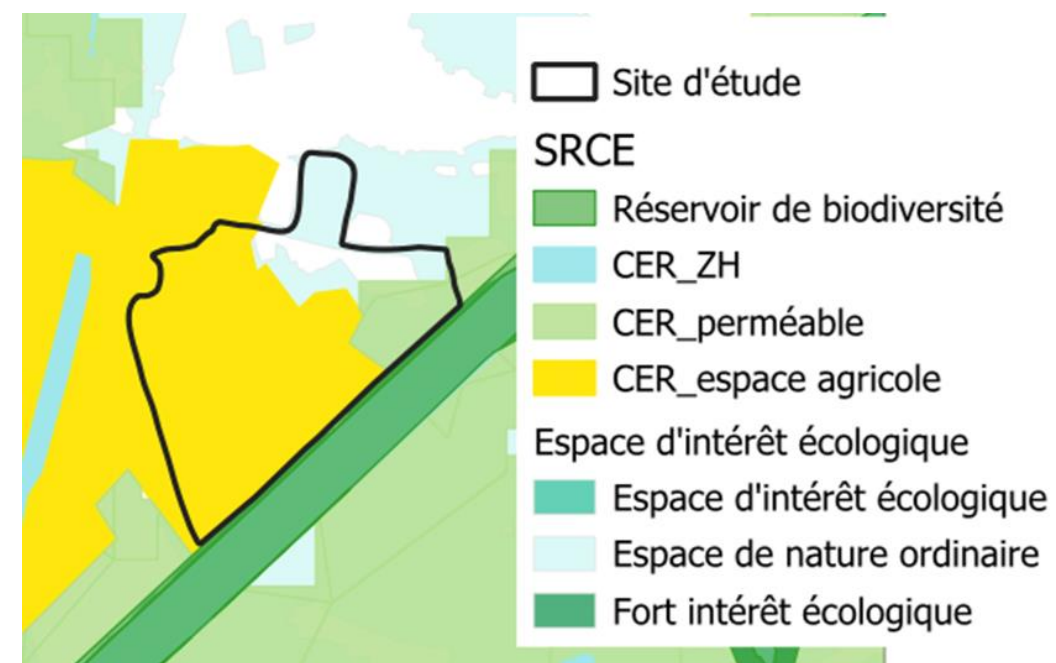 Site d'étude
SRCE
Réservoir de biodiversité
CER_ZH
CER_perméable
CER_espace agricole
Espace d'intérêt écologique
Espace d'intérêt écologique
Espace de nature ordinaire
Fort intérêt écologique